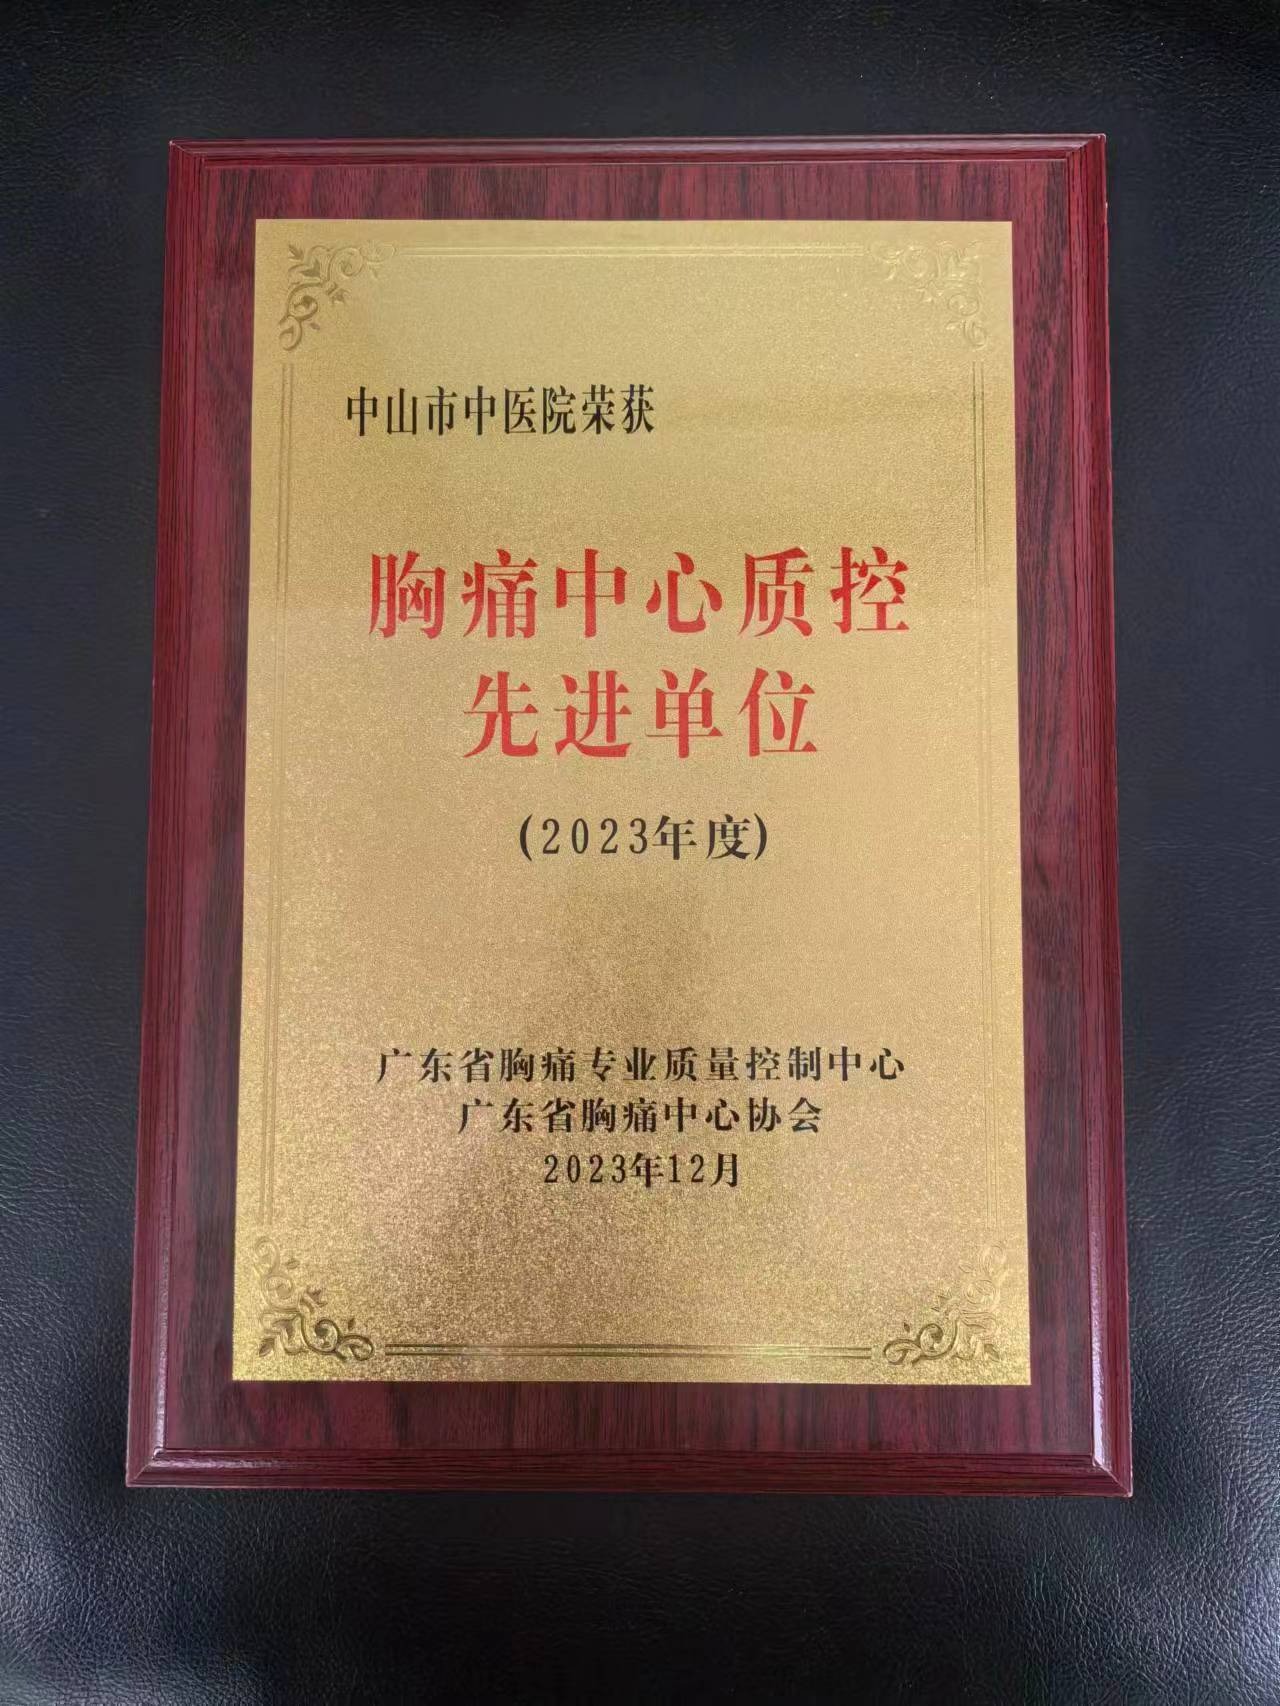 中山市中医院荣获
胸痛中心质控
先进单位
(2023年度)
广东省胸痛专业质量控制中心
广东省胸痛中心协会
2023年12月